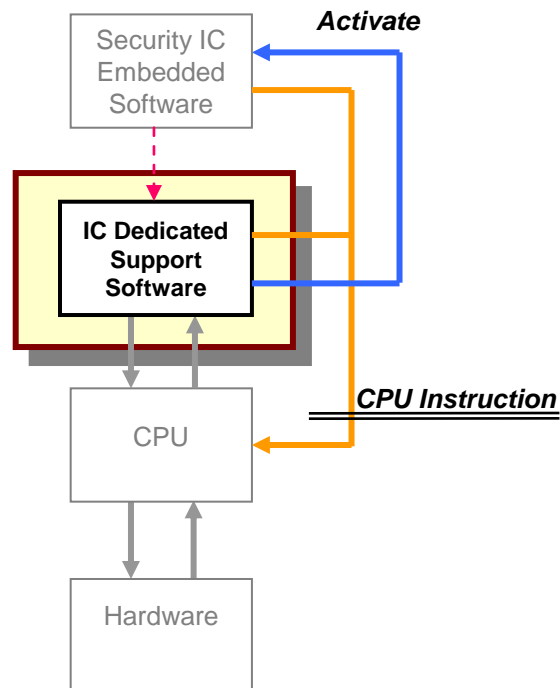 Activate
Security IC
Embedded
Software
IC Dedicated
Support
Software
CPU Instruction
CPU
Hardware